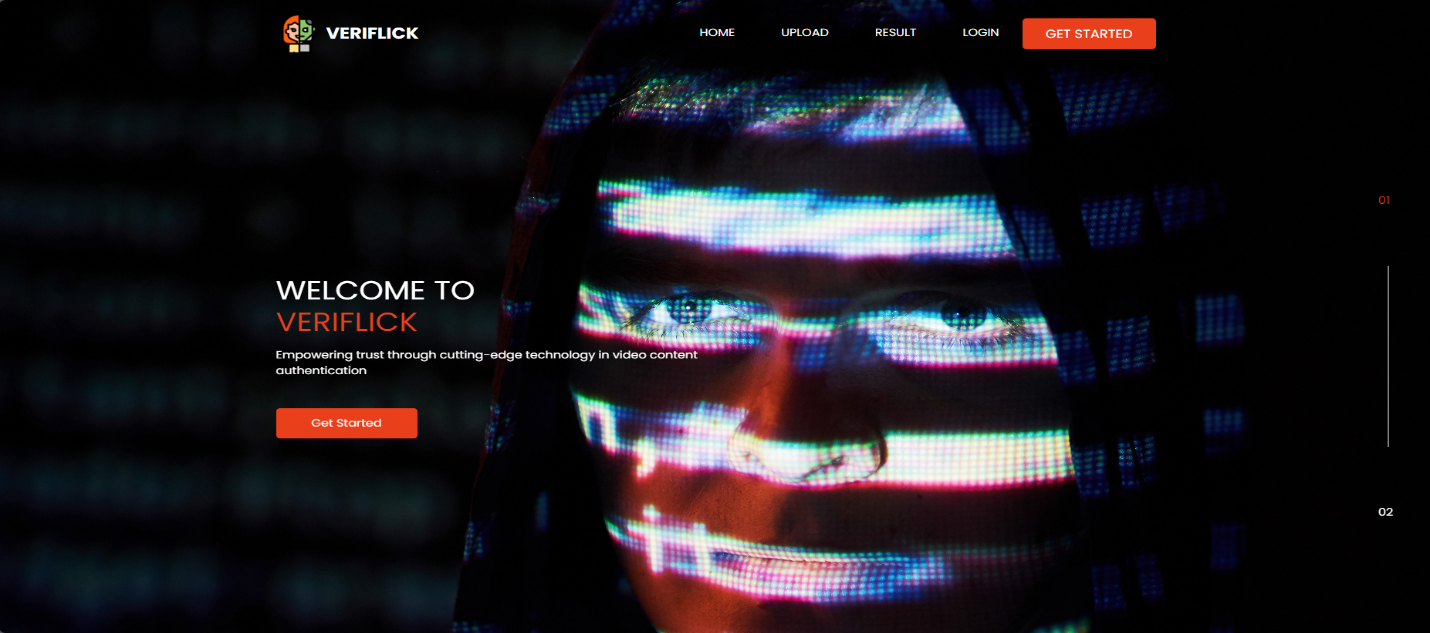 VERIFLICK
HOME
UPLOAD
RESULT
LOGIN
GET STARTED
01
WELCOME TO
VERIFLICK
Empowering trust through cutting-edge technology in video content
authentication
Get Started
02